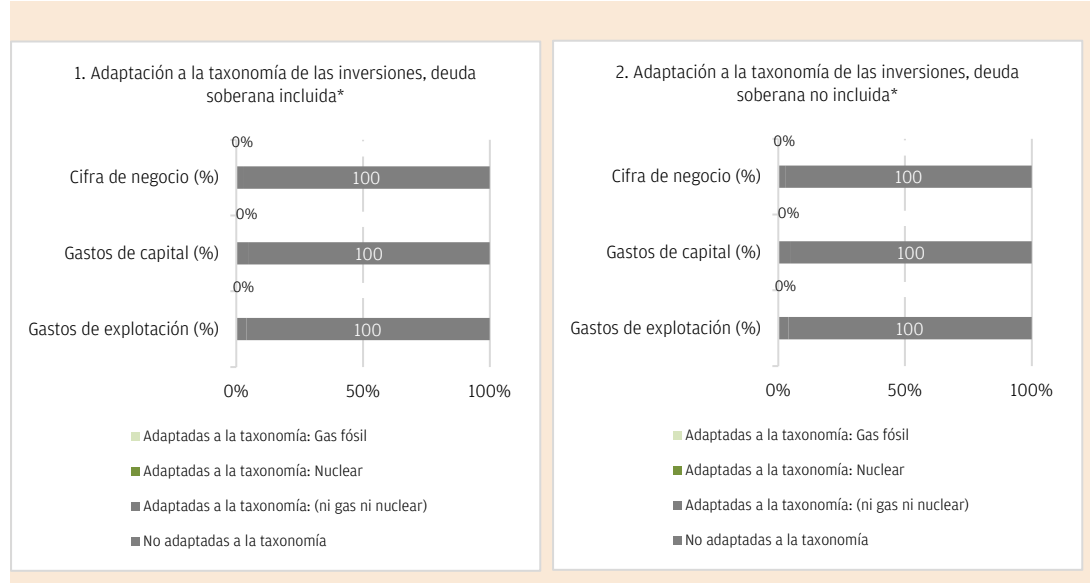 1. Adaptación a la taxonomía de las inversiones, deuda
soberana incluida*
0%
Cifra de negocio (%)
100
0%
Gastos de capital (%)
100
0%
Gastos de explotación (%)
100
0%
50%
100%
Adaptadas a la taxonomía: Gas fósil
Adaptadas a la taxonomía: Nuclear
Adaptadas a la taxonomía: (ni gas ni nuclear)
No adaptadas a la taxonomía
2. Adaptación a la taxonomía de las inversiones, deuda
soberana no incluida*
0%
Cifra de negocio (%)
100
0%
Gastos de capital (%)
100
0%
Gastos de explotación (%)
100
0%
50%
100%
Adaptadas a la taxonomía: Gas fósil
Adaptadas a la taxonomía: Nuclear
Adaptadas a la taxonomía: (ni gas ni nuclear)
No adaptadas a la taxonomía